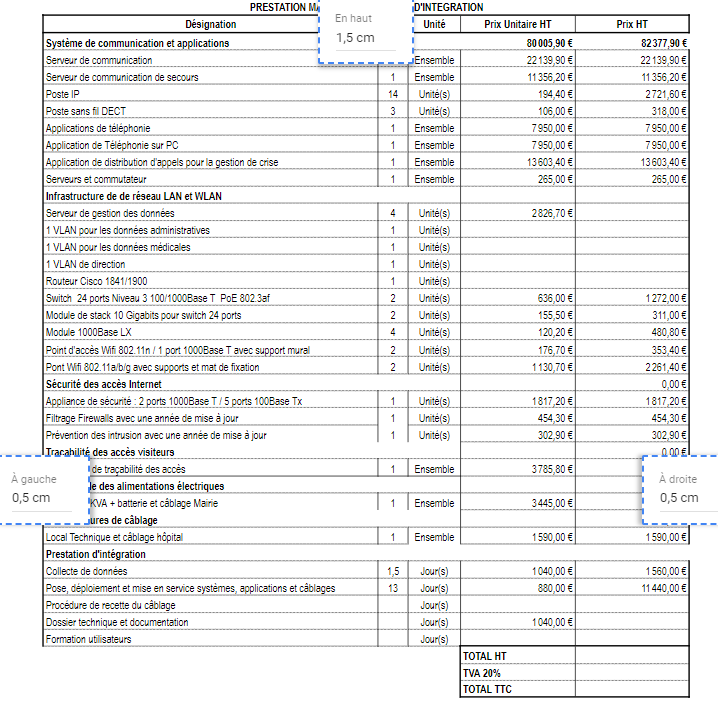 PRESTATION MA D'INTEGRATION
En haut
1,5 cm
Désignation Unité Prix Unitaire HT Prix HT
Système de communication et applications 80 005,90 € 82 377,90 €
Serveur de communication Ensemble 22 139,90 € 22 139,90 €
Serveur de communication de secours 1 Ensemble 11 356,20 € 11 356,20 €
Poste IP 14 Unité(s) 194,40 € 2 721,60 €
Poste sans fil DECT 3 Unité(s) 106,00 € 318,00 €
Applications de téléphonie 1 Ensemble 7 950,00 € 7 950,00 €
Application de Téléphonie sur PC 1 Ensemble 7 950,00 € 7 950,00 €
Application de distribution d'appels pour la gestion de crise 1 Ensemble 13 603,40 € 13 603,40 €
Serveurs et commutateur 1 Ensemble 265,00 € 265,00 €
Infrastructure de de réseau LAN et WLAN
Serveur de gestion des données 4 Unité(s) 2 826,70 €
1 VLAN pour les données administratives 1 Unité(s)
1 VLAN pour les données médicales 1 Unité(s)
1 VLAN de direction 1 Unité(s)
Routeur Cisco 1841/1900 1 Unité(s)
Switch 24 ports Niveau 3 100/1000Base T PoE 802.3af 2 Unité(s) 636,00 € 1 272,00 €
Module de stack 10 Gigabits pour switch 24 ports 2 Unité(s) 155,50 € 311,00 €
Module 1000Base LX 4 Unité(s) 120,20 € 480,80 €
Point d'accès Wifi 802.11n / 1 port 1000Base T avec support mural 2 Unité(s) 176,70 € 353,40 €
Pont Wifi 802.11a/b/g avec supports et mat de fixation 2 Unité(s) 1 130,70 € 2 261,40 €
Sécurité des accès Internet 0,00 €
Appliance de sécurité : 2 ports 1000Base T / 5 ports 100Base Tx 1 Unité(s) 1 817,20 € 1 817,20 €
Filtrage Firewalls avec une année de mise à jour 1 Unité(s) 454,30 € 454,30 €
Prévention des intrusion avec une année de mise à jour 1 Unité(s) 302,90 € 302,90 €
Traçabilité des accès visiteurs 0,00 €
À gauche
0,5 cm
de traçabilité des accès 1 Ensemble 3 785,80 €
À droite
0,5 cm
le des alimentations électriques
KVA + batterie et câblage Mairie 1 Ensemble 3 445,00 €
ures de câblage
Local Technique et câblage hôpital 1 Ensemble 1 590,00 € 1 590,00 €
Prestation d'intégration
Collecte de données 1,5 Jour(s) 1 040,00 € 1 560,00 €
Pose, déploiement et mise en service systèmes, applications et câblages 13 Jour(s) 880,00 € 11 440,00 €
Procédure de recette du câblage Jour(s)
Dossier technique et documentation Jour(s) 1 040,00 €
Formation utilisateurs Jour(s)
TOTAL HT
TVA 20%
TOTAL TTC